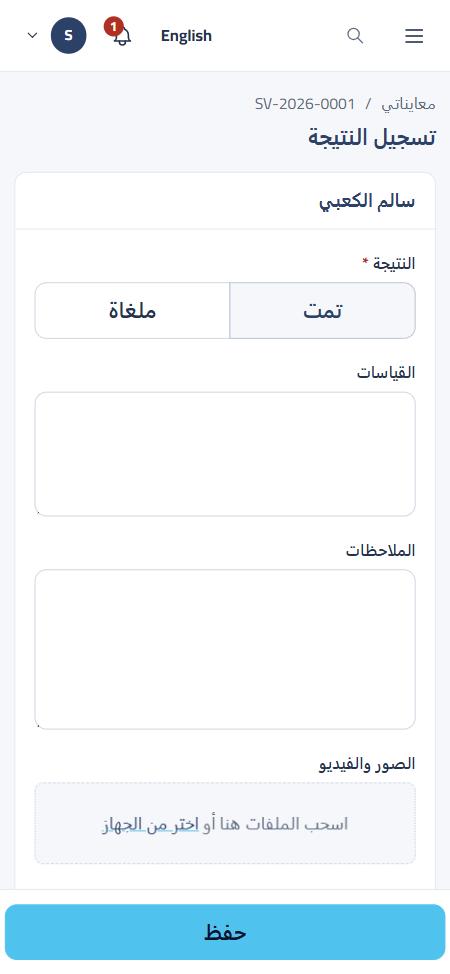 English
1
S
معايناتي / SV-2026-0001
تسجيل النتيجة
سالم الكعبي
النتيجة *
تمت
ملغاة
القياسات
الملاحظات
الصور والفيديو
اسحب الملفات هنا أو اختر من الجهاز
حفظ